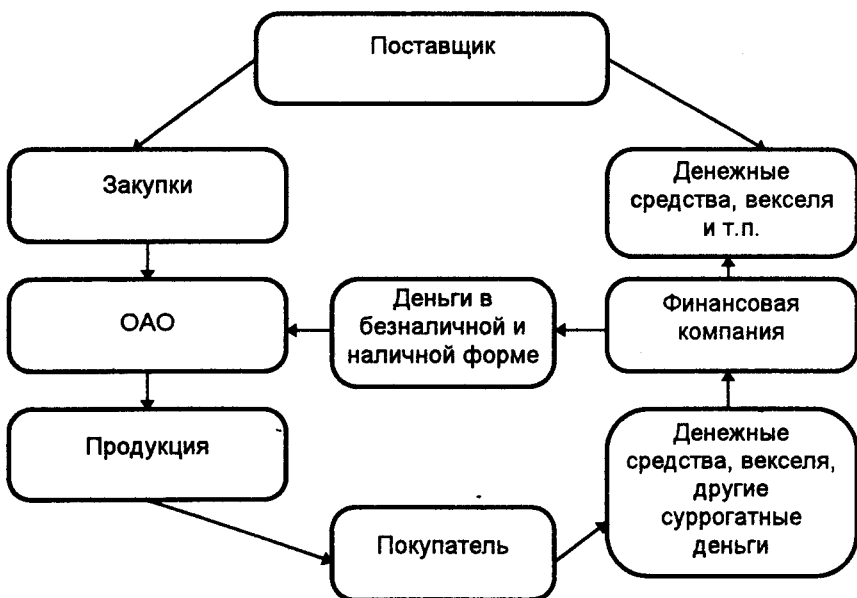 Поставщик
Закупки
Денежные
средства, векселя
и т.п.
ОАО
Деньги в
безналичной и
наличной форме
Финансовая
компания
Продукция
Денежные
средства, векселя,
другие
суррогатные
деньги
Покупатель